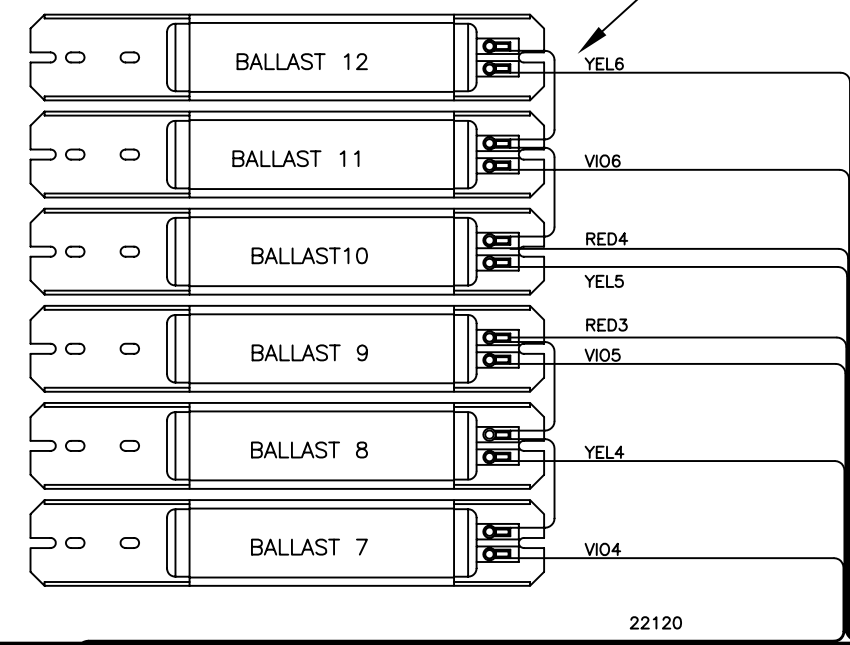 BALLAST 12
YEL6
BALLAST 11
VIO6
RED4
BALLAST10
YEL5
RED3
BALLAST 9
VIO5
BALLAST 8
YEL4
BALLAST 7
VIO4
22120